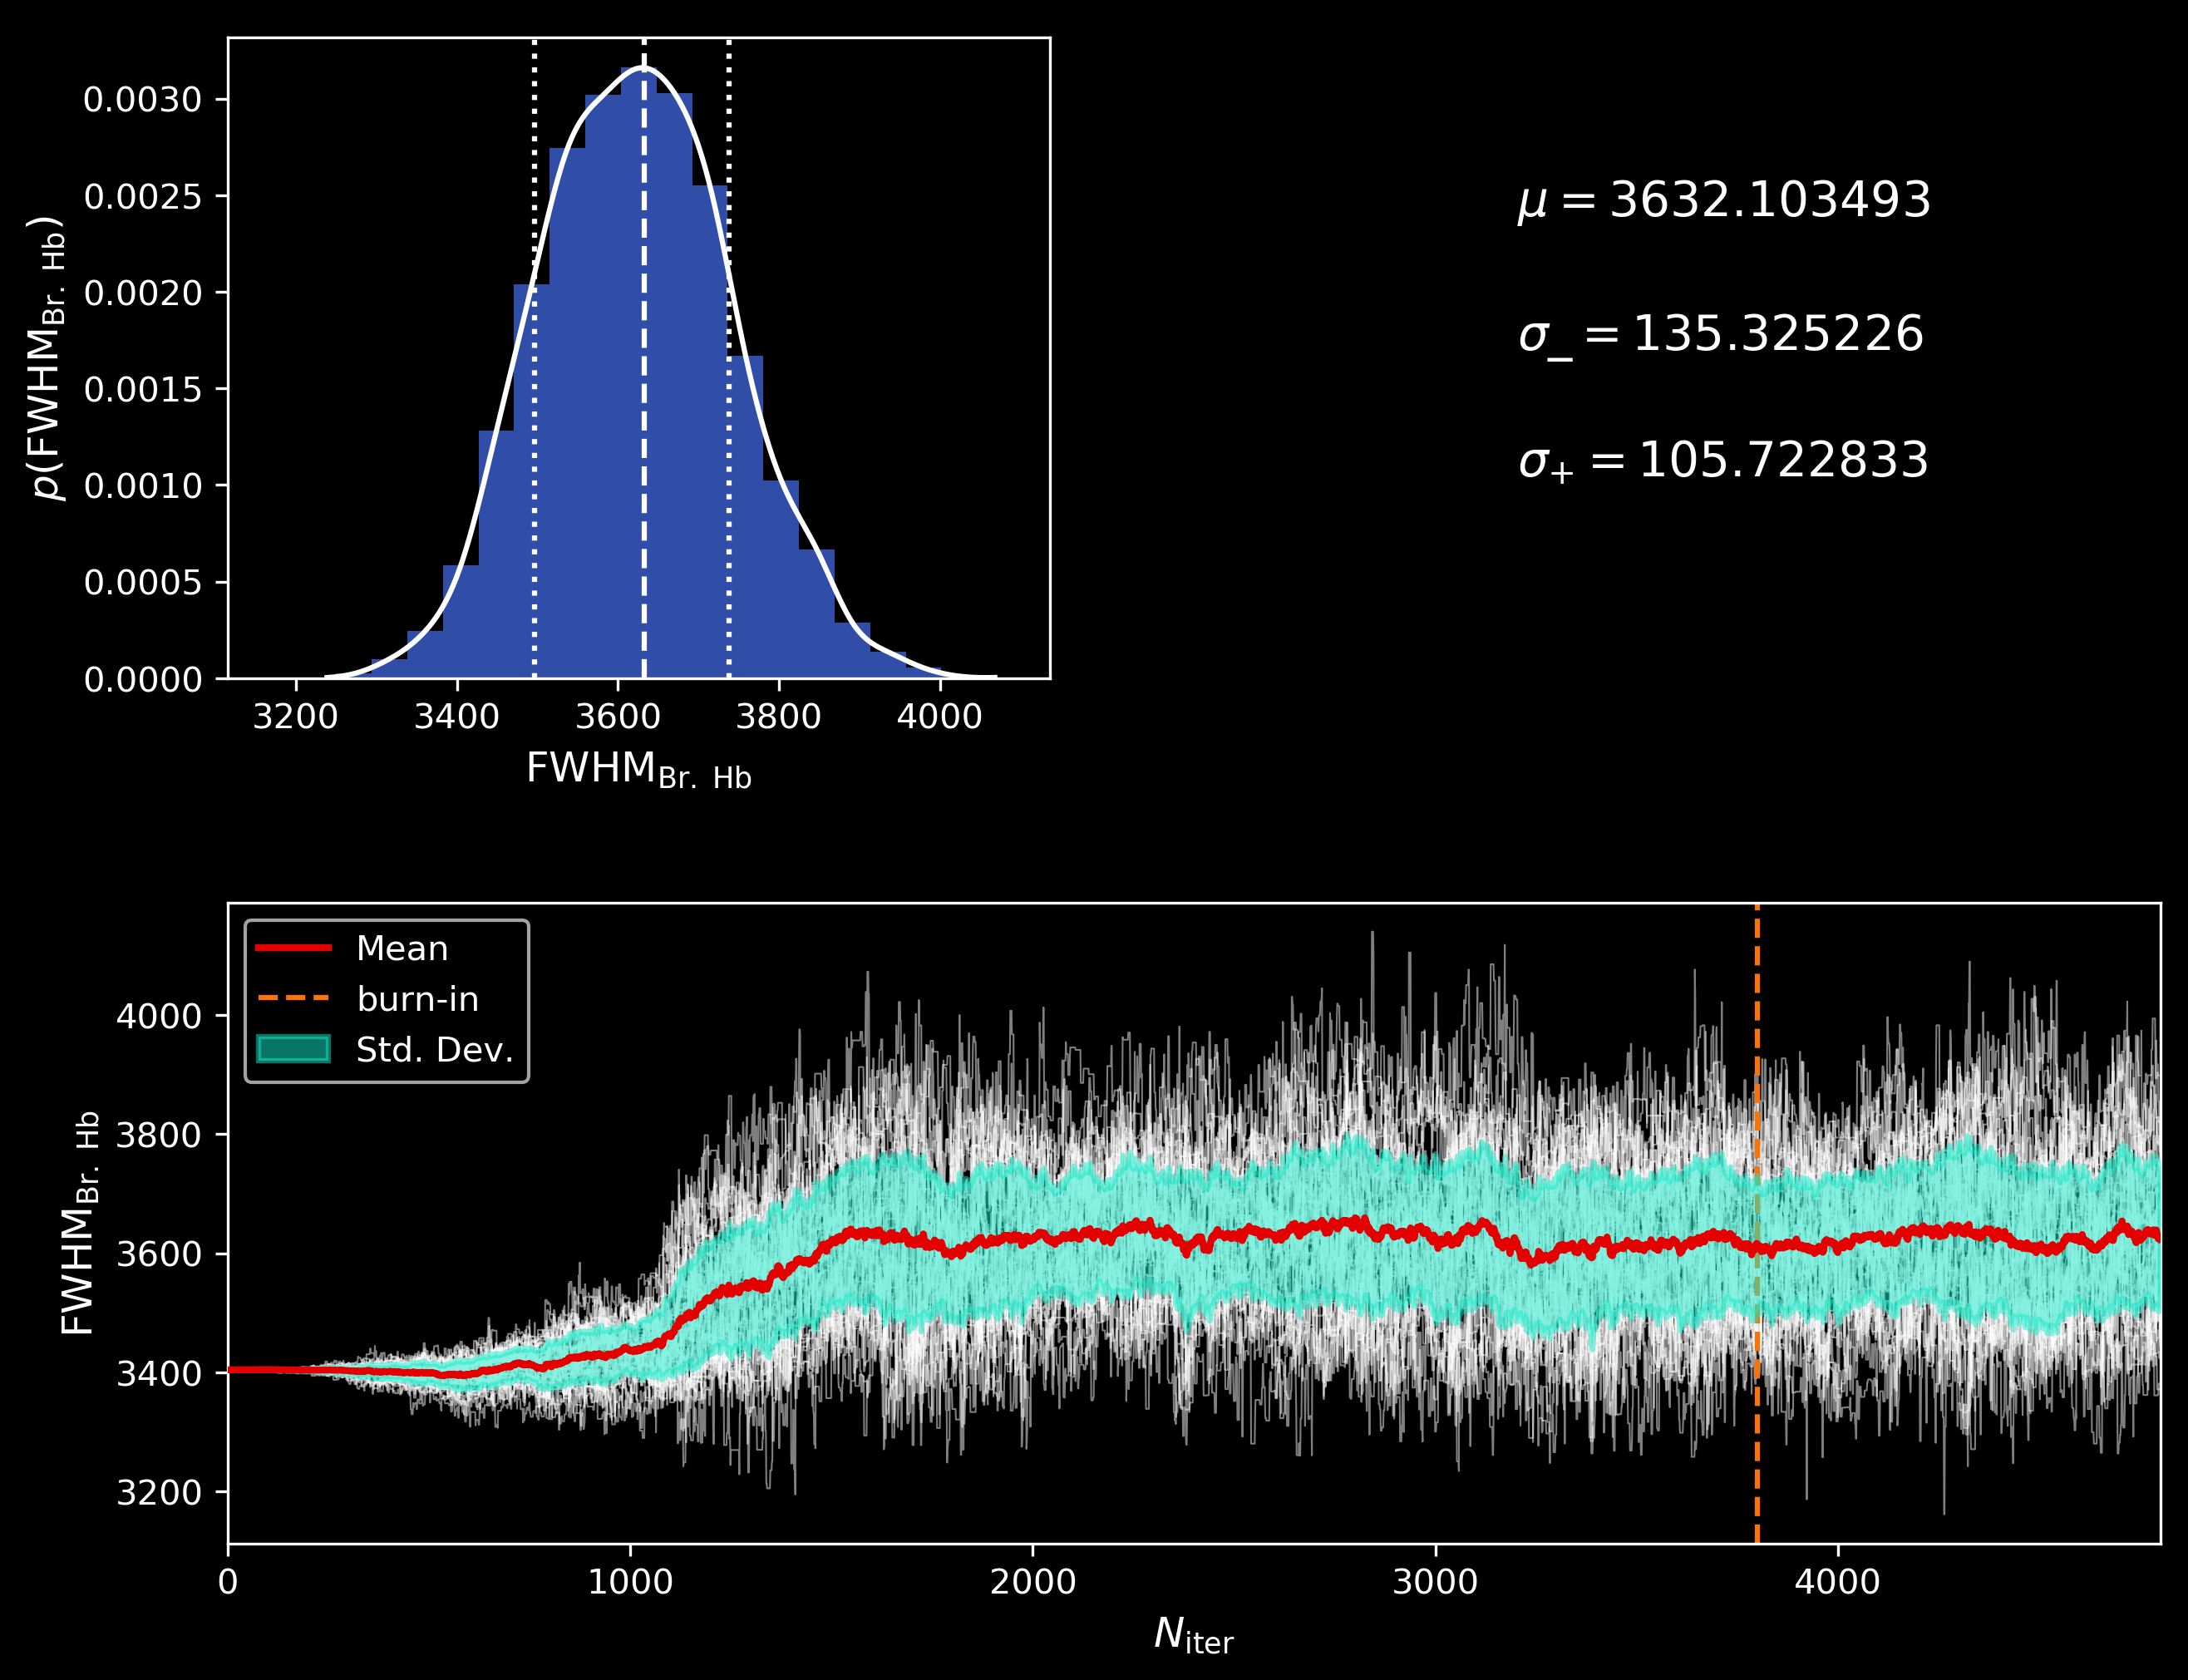 0.0030
0.0025
0.0020
0.0015
0.0010
0.0005
0.0000
p(FWHM_Br. Hb)
3200 3400 3600 3800 4000
FWHM_Br. Hb
μ = 3632.103493
σ_− = 135.325226
σ_+ = 105.722833
Mean
burn-in
Std. Dev.
4000
3800
3600
3400
3200
FWHM_Br. Hb
0 1000 2000 3000 4000
N_iter